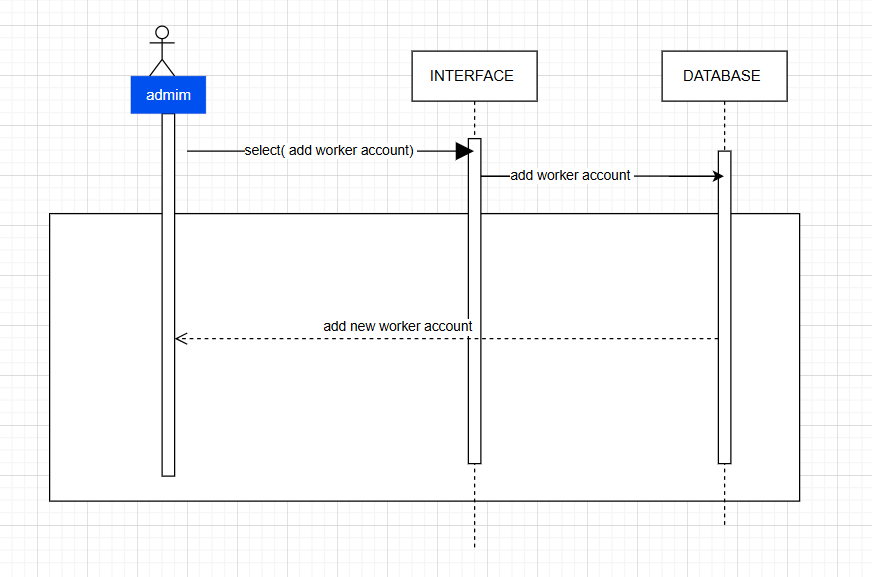 admim
INTERFACE
DATABASE
select( add worker account)
add worker account
add new worker account